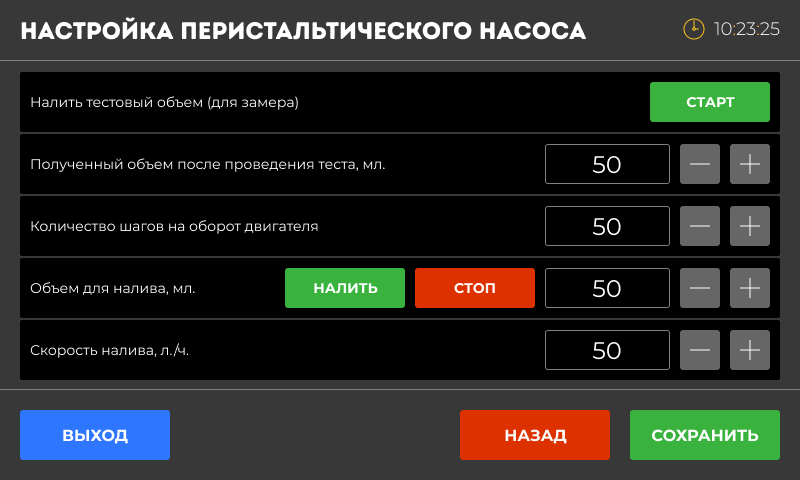 НАСТРОЙКА ПЕРИСТАЛЬТИЧЕСКОГО НАСОСА 10:23:25
Налить тестовый объем (для замера) СТАРТ
Полученный объем после проведения теста, мл. 50
Количество шагов на оборот двигателя 50
Объем для налива, мл. НАЛИТЬ СТОП 50
Скорость налива, л./ч. 50
ВЫХОД НАЗАД СОХРАНИТЬ